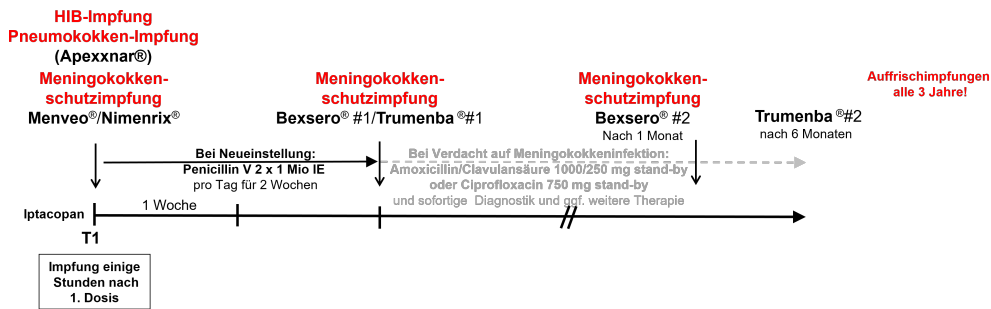 HIB-Impfung
Pneumokokken-Impfung
(Apexxnar®)
Meningokokken-
schutzimpfung
Menveo®/Nimenrix®
Meningokokken-
schutzimpfung
Bexsero® #1/Trumenba ®#1
Meningokokken-
schutzimpfung
Bexsero® #2
Nach 1 Monat
Trumenba ®#2
nach 6 Monaten
Auffrischimpfungen
alle 3 Jahre!
Bei Neueinstellung:
Penicillin V 2 x 1 Mio IE
pro Tag für 2 Wochen
Bei Verdacht auf Meningokokkeninfektion:
Amoxicillin/Clavulansäure 1000/250 mg stand-by
oder Ciprofloxacin 750 mg stand-by
und sofortige Diagnostik und ggf. weitere Therapie
Iptacopan
1 Woche
T1
Impfung einige
Stunden nach
1. Dosis